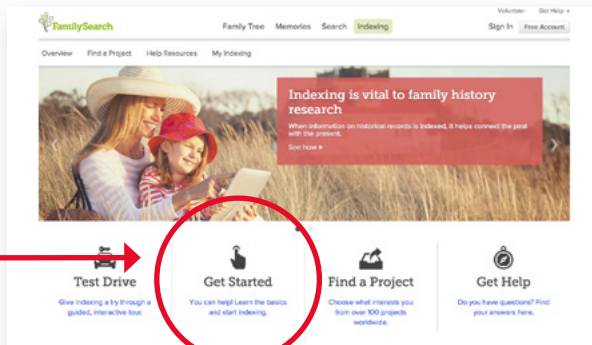 Volunteer Get Help
FamilySearch
Family Tree Memories Search Indexing Sign In Free Account
Overview Find a Project Help Resources My Indexing
Indexing is vital to family history
research
When information on historical records is indexed, it helps connect the past
with the present.
See how
Test Drive
Give indexing a try through a
guided, interactive tour.
Get Started
You can help! Learn the basics
and start indexing.
Find a Project
Choose what interests you
from over 100 projects
worldwide.
Get Help
Do you have questions? Find
your answers here.